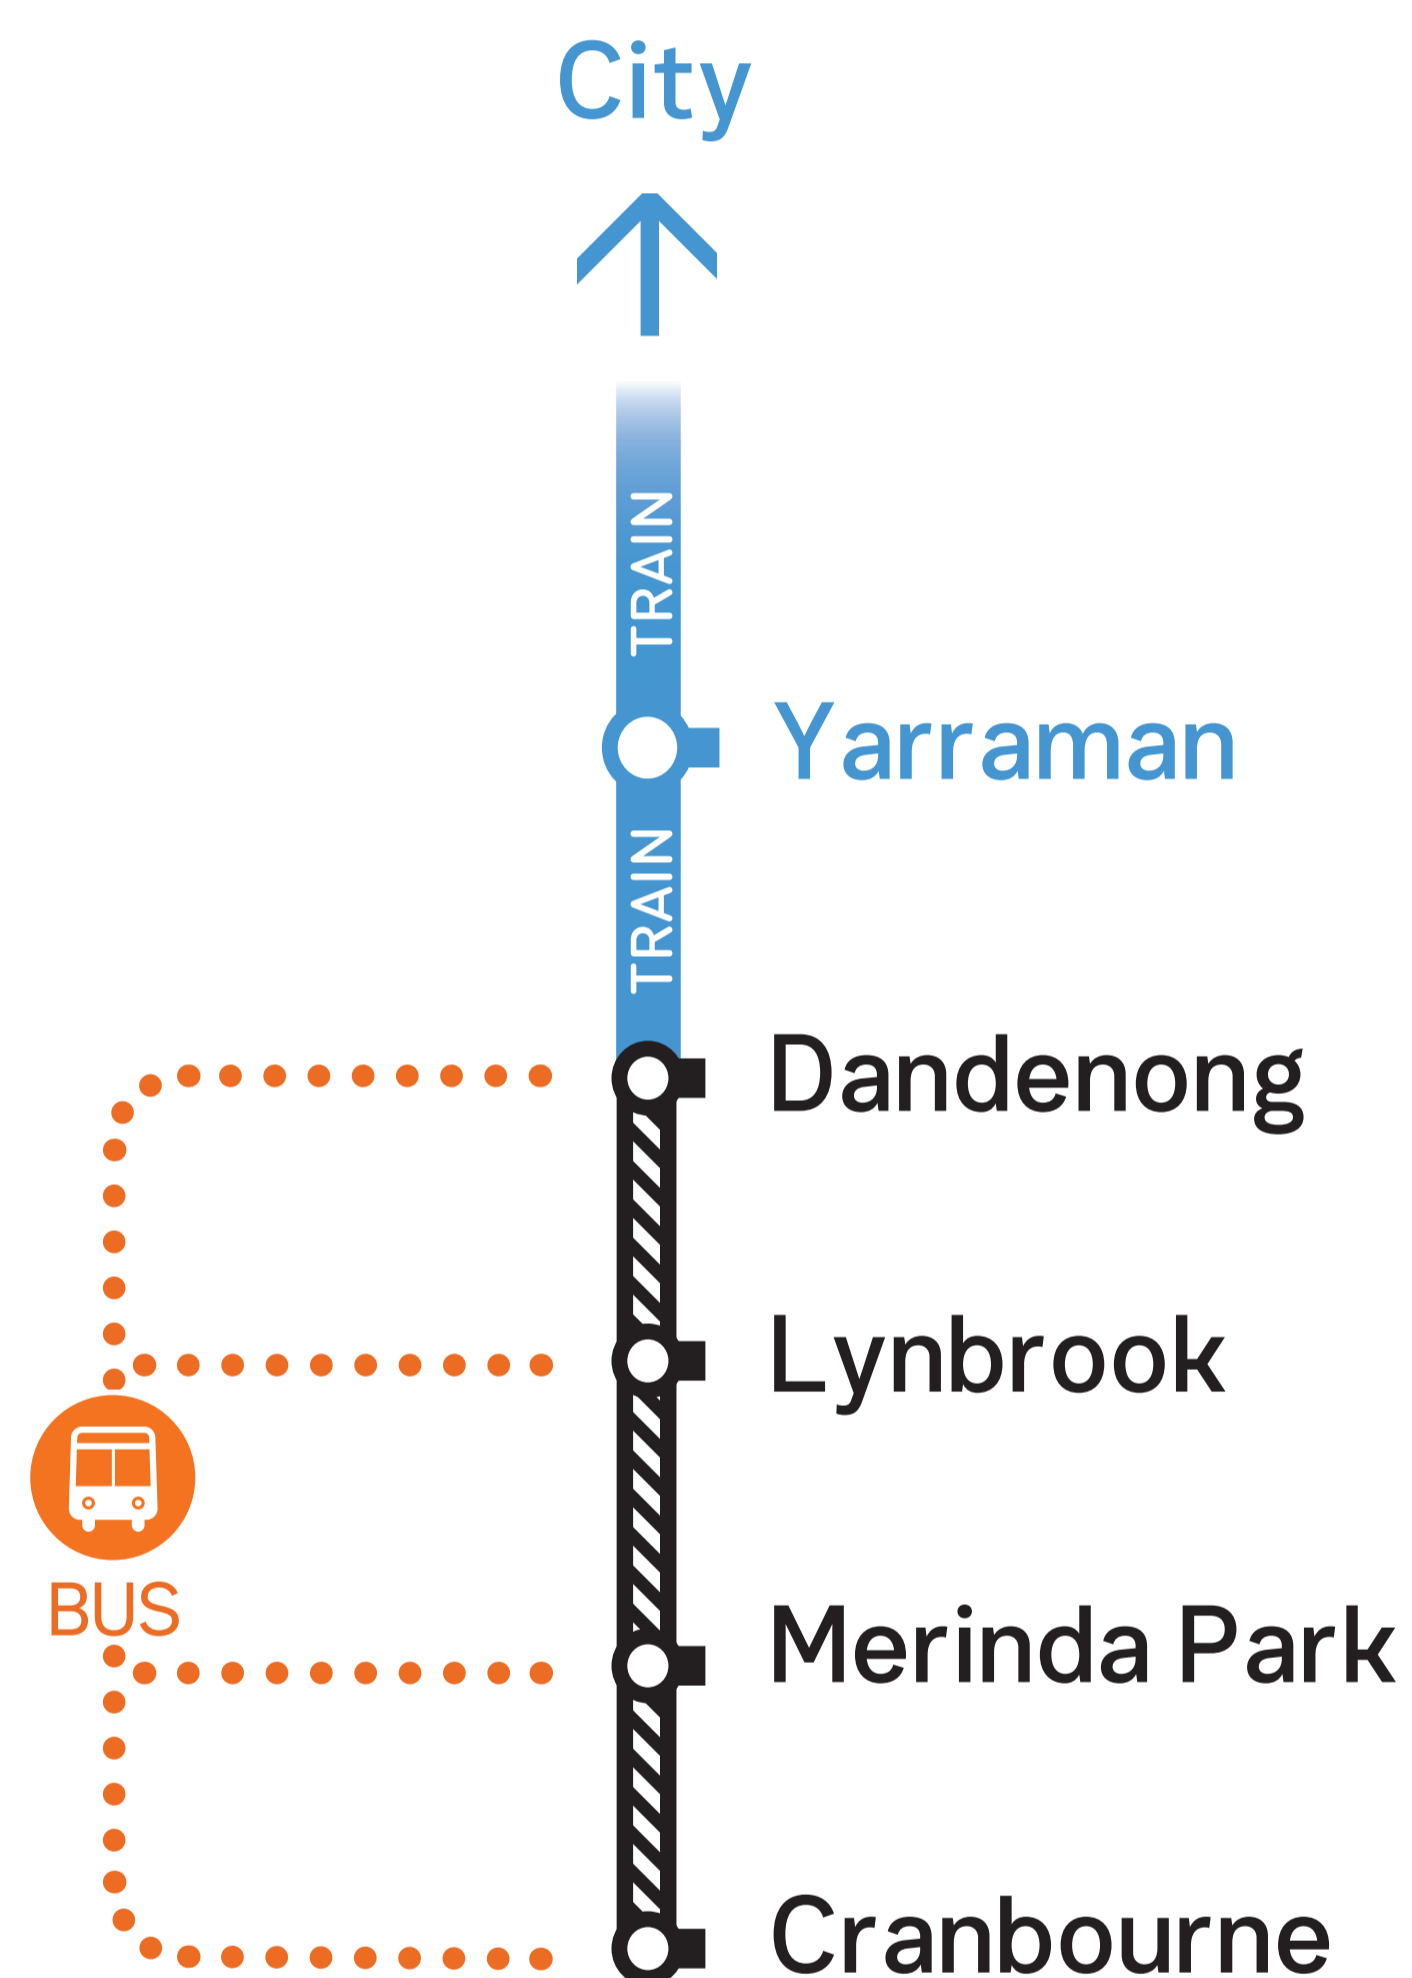 City
TRAIN
Yarraman
TRAIN
Dandenong
Lynbrook
BUS
Merinda Park
Cranbourne